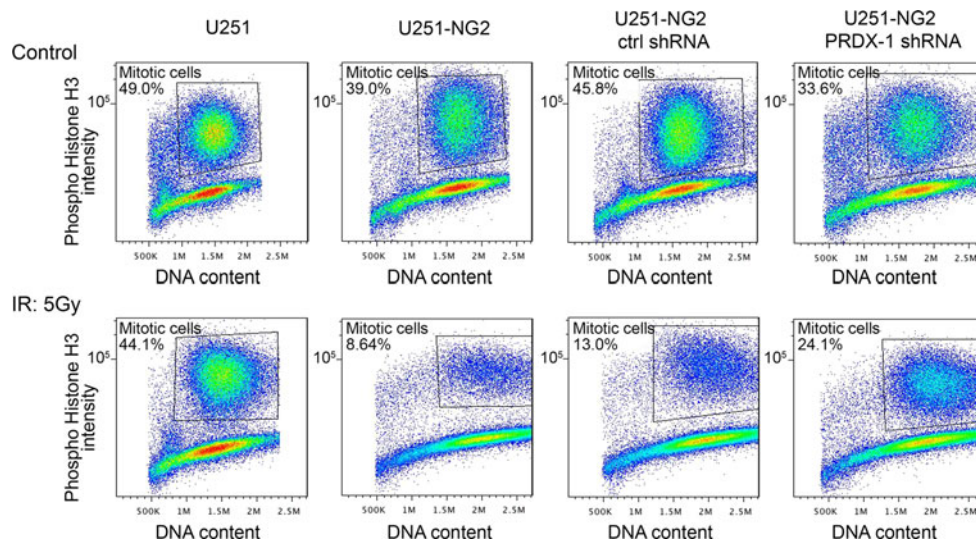 U251
U251-NG2
U251-NG2
ctrl shRNA
U251-NG2
PRDX-1 shRNA
Control
Mitotic cells
49.0%
10⁵
Mitotic cells
39.0%
10⁵
Mitotic cells
45.8%
10⁵
Mitotic cells
33.6%
10⁵
Phospho Histone H3
intensity
500K 1M 1.5M 2M 2.5M
500K 1M 1.5M 2M 2.5M
500K 1M 1.5M 2M 2.5M
500K 1M 1.5M 2M 2.5M
DNA content
DNA content
DNA content
DNA content
IR: 5Gy
Mitotic cells
44.1%
10⁵
Mitotic cells
8.64%
10⁵
Mitotic cells
13.0%
10⁵
Mitotic cells
24.1%
10⁵
Phospho Histone H3
intensity
500K 1M 1.5M 2M 2.5M
500K 1M 1.5M 2M 2.5M
500K 1M 1.5M 2M 2.5M
500K 1M 1.5M 2M 2.5M
DNA content
DNA content
DNA content
DNA content